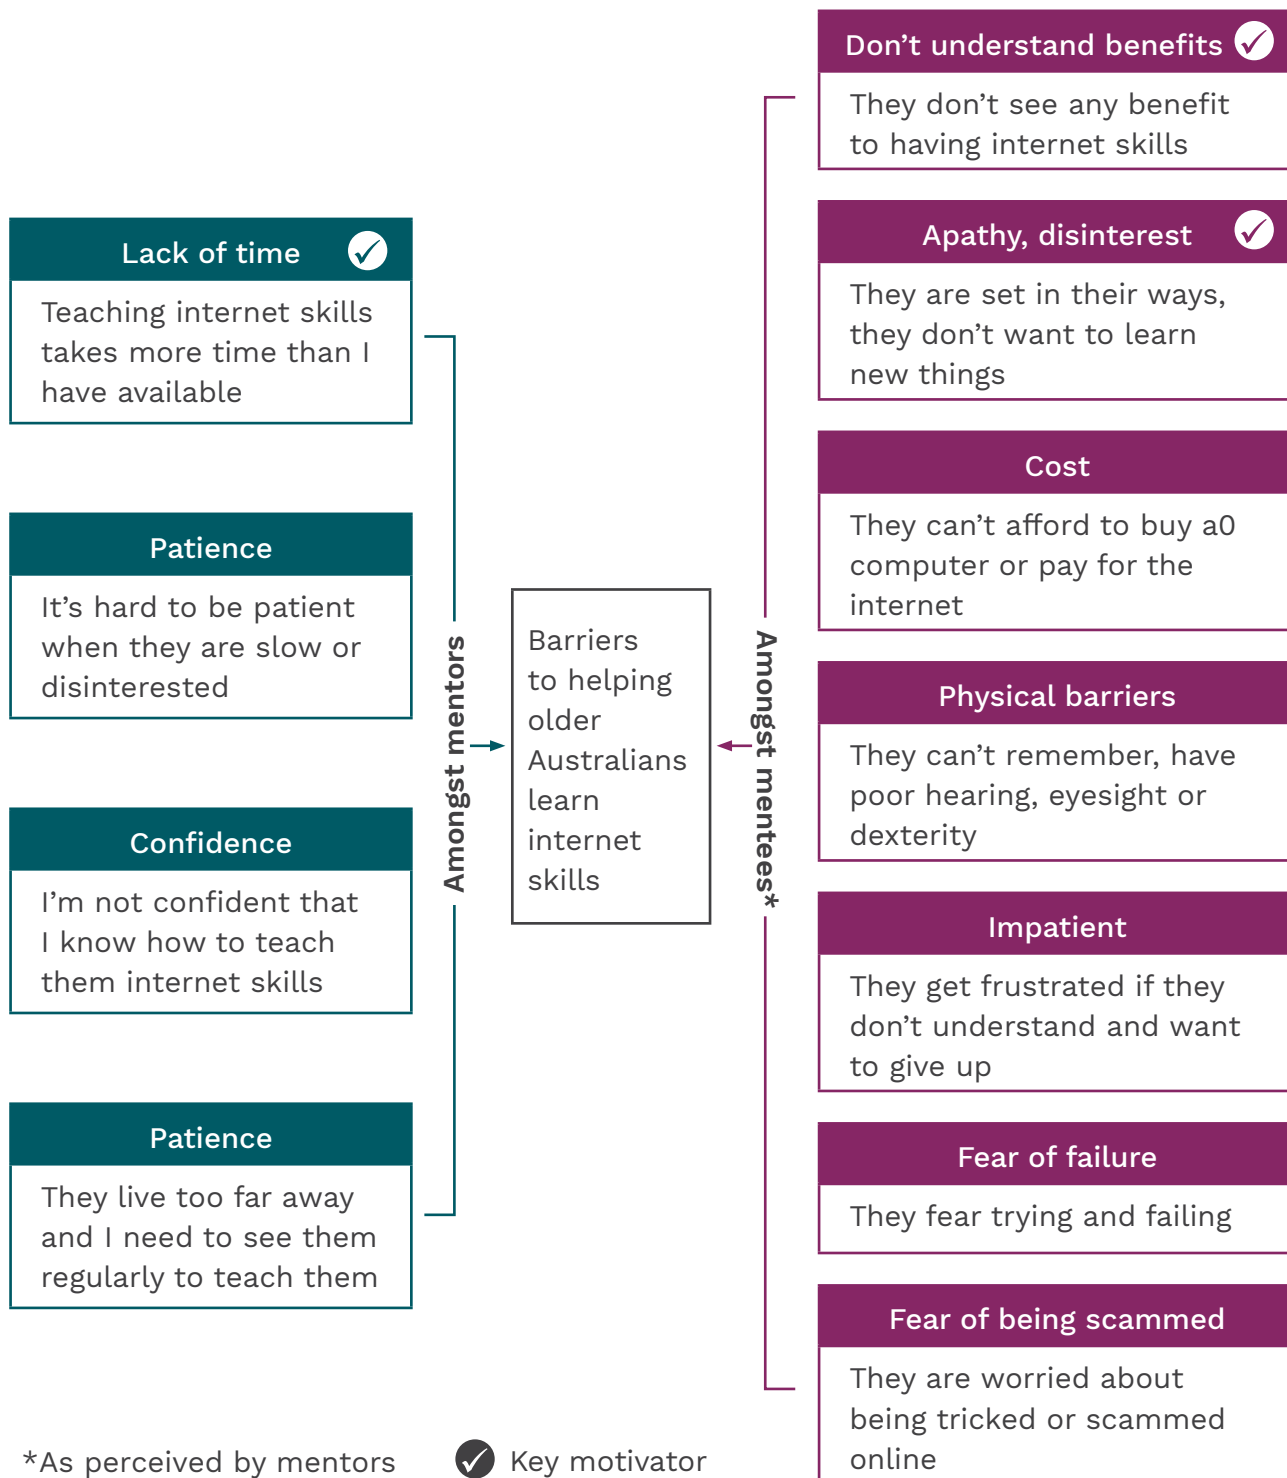 Lack of time
Teaching internet skills
takes more time than I
have available
Patience
It’s hard to be patient
when they are slow or
disinterested
Confidence
I’m not confident that
I know how to teach
them internet skills
Patience
They live too far away
and I need to see them
regularly to teach them
Amongst mentors
Barriers
to helping
older
Australians
learn
internet
skills
Amongst mentees*
Don’t understand benefits
They don’t see any benefit
to having internet skills
Apathy, disinterest
They are set in their ways,
they don’t want to learn
new things
Cost
They can’t afford to buy a0
computer or pay for the
internet
Physical barriers
They can’t remember, have
poor hearing, eyesight or
dexterity
Impatient
They get frustrated if they
don’t understand and want
to give up
Fear of failure
They fear trying and failing
Fear of being scammed
They are worried about
being tricked or scammed
online
*As perceived by mentors
Key motivator